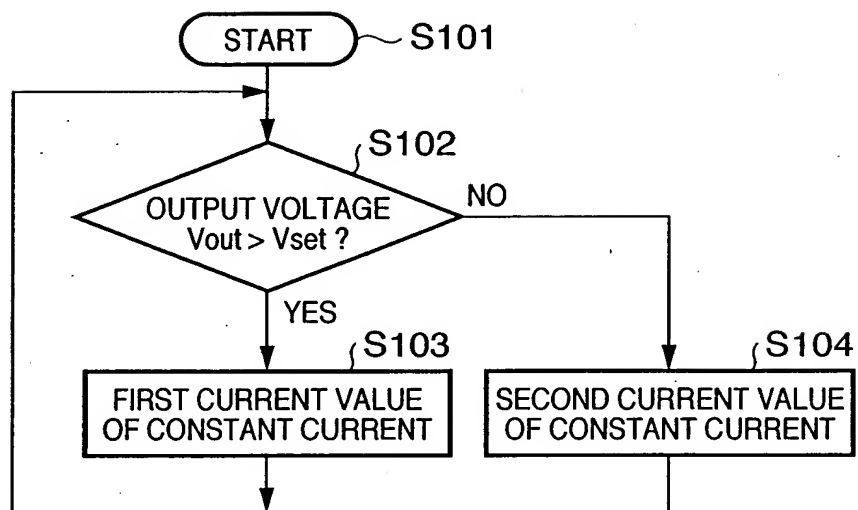 START
S101
S102
OUTPUT VOLTAGE
Vout > Vset ?
NO
YES
S103
S104
FIRST CURRENT VALUE
OF CONSTANT CURRENT
SECOND CURRENT VALUE
OF CONSTANT CURRENT